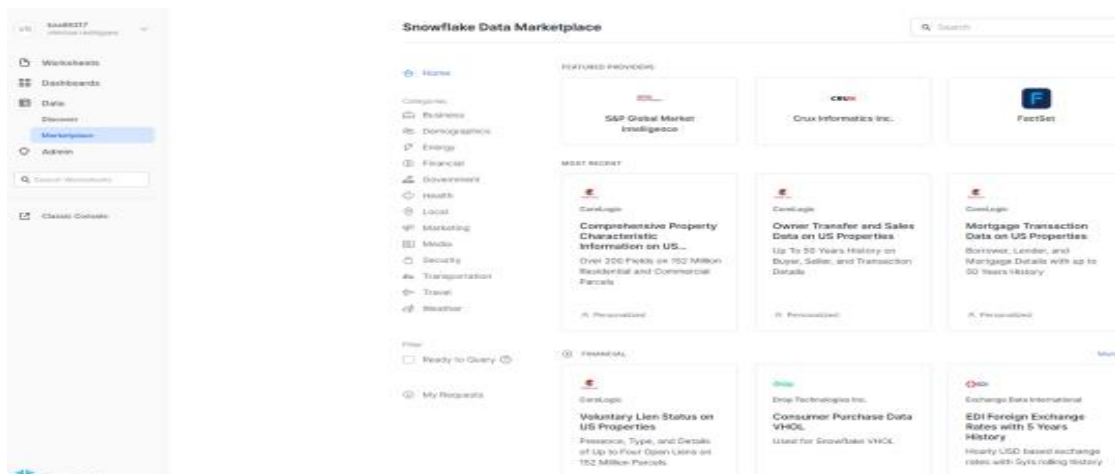 Worksheets
Dashboards
Data
Discover
Marketplace
Admin
Search Worksheets
Classic Console
Snowflake Data Marketplace
Search
Home
Categories
Business
Demographics
Energy
Financial
Government
Health
Local
Marketing
Media
Security
Transportation
Travel
Weather
Filter
Ready to Query
My Requests
FEATURED PROVIDERS
S&P Global Market
Intelligence
CRUX
Crux Informatics Inc.
F
FactSet
MOST RECENT
CoreLogic
Comprehensive Property
Characteristic
Information on US...
Over 200 Fields on 152 Million
Residential and Commercial
Parcels
Personalized
CoreLogic
Owner Transfer and Sales
Data on US Properties
Up To 50 Years History on
Buyer, Seller, and Transaction
Details
Personalized
CoreLogic
Mortgage Transaction
Data on US Properties
Borrower, Lender, and
Mortgage Details with up to
50 Years History
Personalized
FINANCIAL
More
CoreLogic
Voluntary Lien Status on
US Properties
Presence, Type, and Details
of Up to Four Open Liens on
152 Million Parcels
Drop Technologies Inc.
Consumer Purchase Data
VHOL
Used for Snowflake VHOL
Exchange Data International
EDI Foreign Exchange
Rates with 5 Years
History
Hourly USD based exchange
rates with 5yrs rolling history